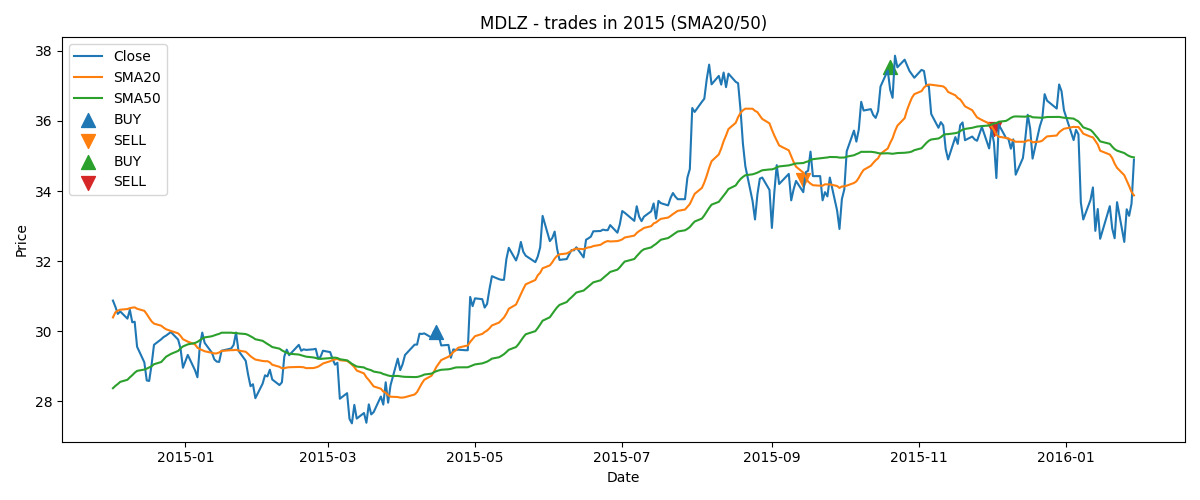 MDLZ - trades in 2015 (SMA20/50)
Close
SMA20
SMA50
BUY
SELL
BUY
SELL
38
36
34
32
30
28
Price
2015-01
2015-03
2015-05
2015-07
2015-09
2015-11
2016-01
Date